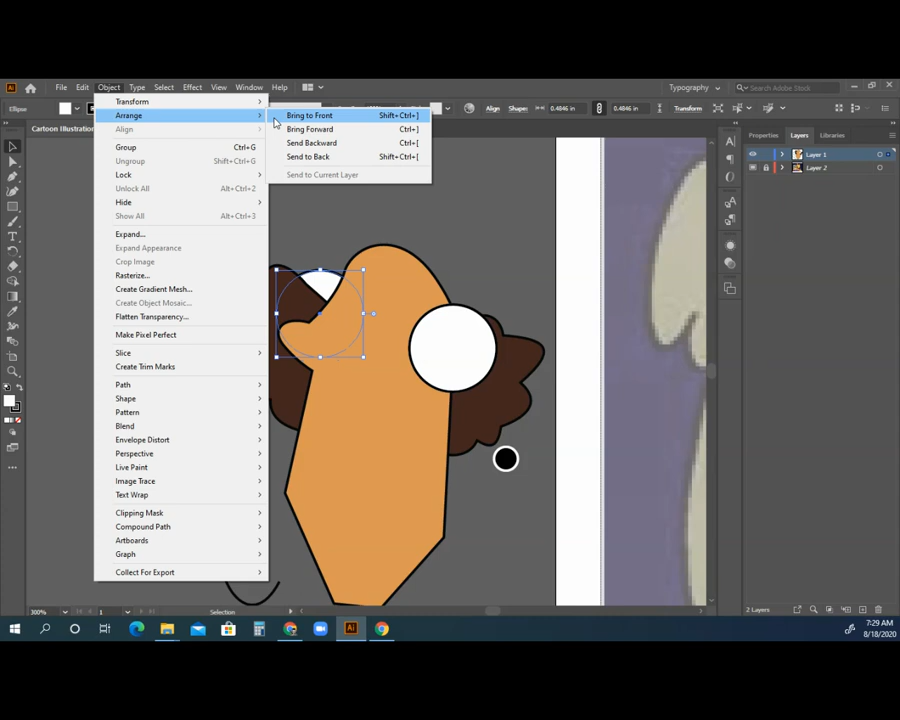 Ai File Edit Object Type Select Effect View Window Help Typography Search Adobe Stock
Ellipse 0.4846 in 0.4846 in Shape: Align Shape: Transform
Cartoon Illustration
Transform
Arrange
Align
Group Ctrl+G
Ungroup Shift+Ctrl+G
Lock
Unlock All Alt+Ctrl+2
Hide
Show All Alt+Ctrl+3
Expand...
Expand Appearance
Crop Image
Rasterize...
Create Gradient Mesh...
Create Object Mosaic...
Flatten Transparency...
Make Pixel Perfect
Slice
Create Trim Marks
Path
Shape
Pattern
Blend
Envelope Distort
Perspective
Live Paint
Image Trace
Text Wrap
Clipping Mask
Compound Path
Artboards
Graph
Collect For Export
Bring to Front Shift+Ctrl+]
Bring Forward Ctrl+]
Send Backward Ctrl+[
Send to Back Shift+Ctrl+[
Send to Current Layer
Properties Layers Libraries
Layer 1
Layer 2
300% 1 Selection
2 Layers
Ai
7:29 AM
8/18/2020